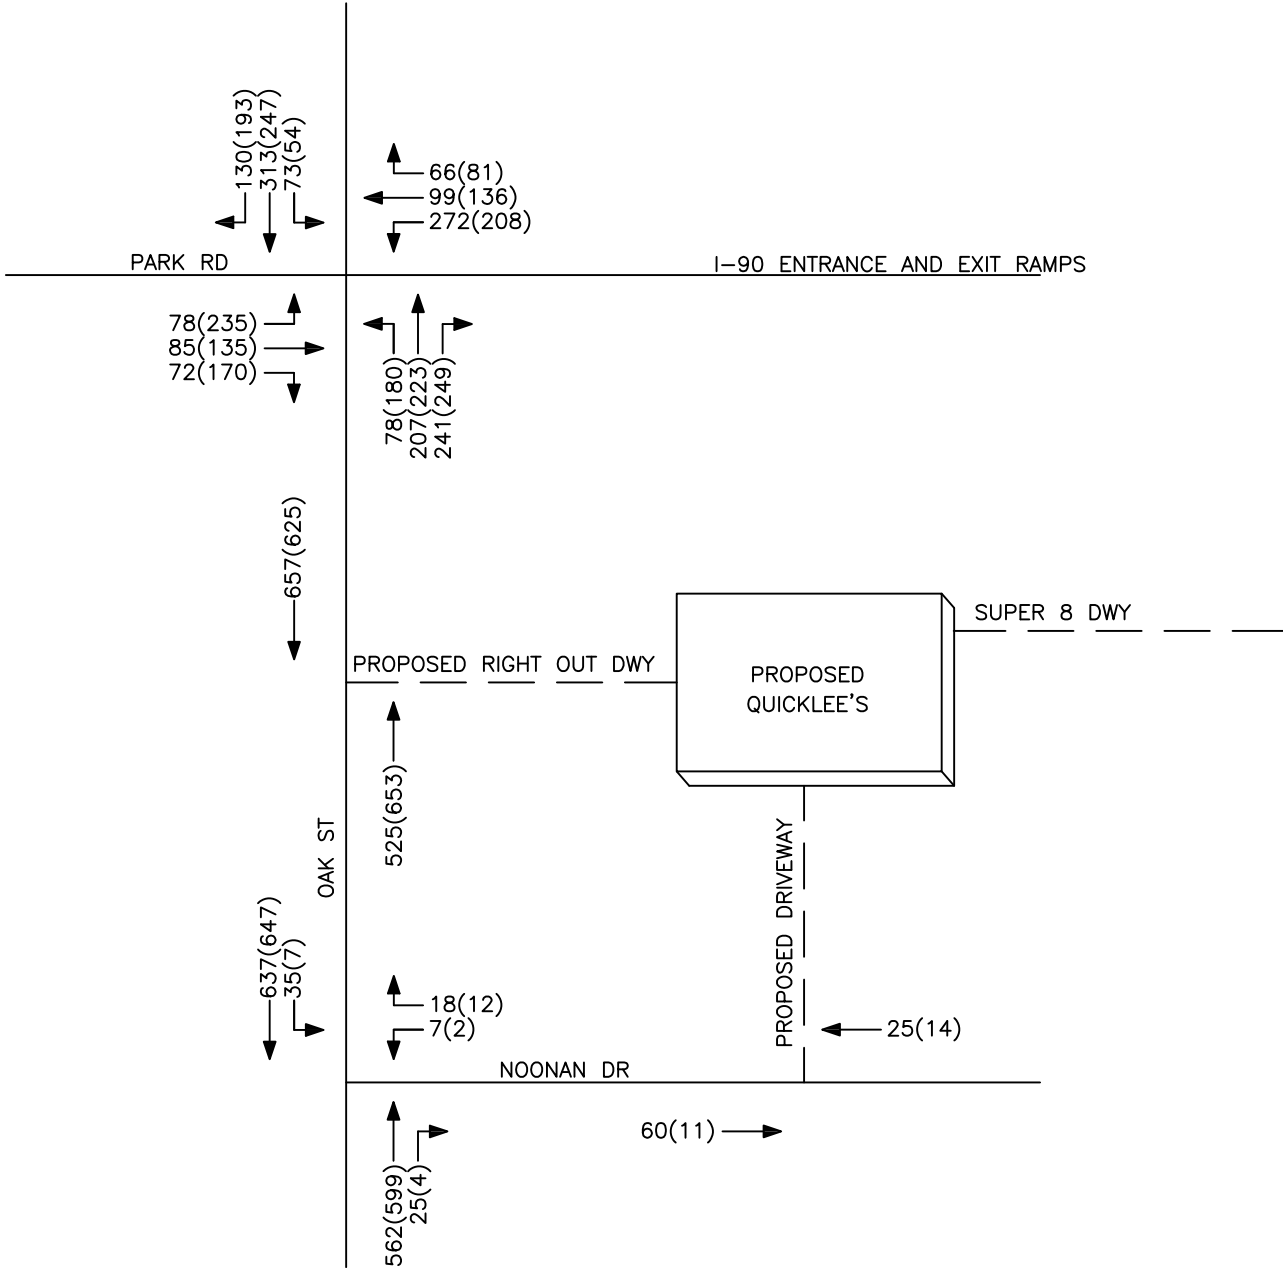 130(193)
313(247)
73(54)
66(81)
99(136)
272(208)
PARK RD
I-90 ENTRANCE AND EXIT RAMPS
78(235)
85(135)
72(170)
78(180)
207(223)
241(249)
657(625)
SUPER 8 DWY
PROPOSED RIGHT OUT DWY
PROPOSED
QUICKLEE'S
525(653)
OAK ST
PROPOSED DRIVEWAY
637(647)
35(7)
18(12)
7(2)
25(14)
NOONAN DR
60(11)
562(599)
25(4)